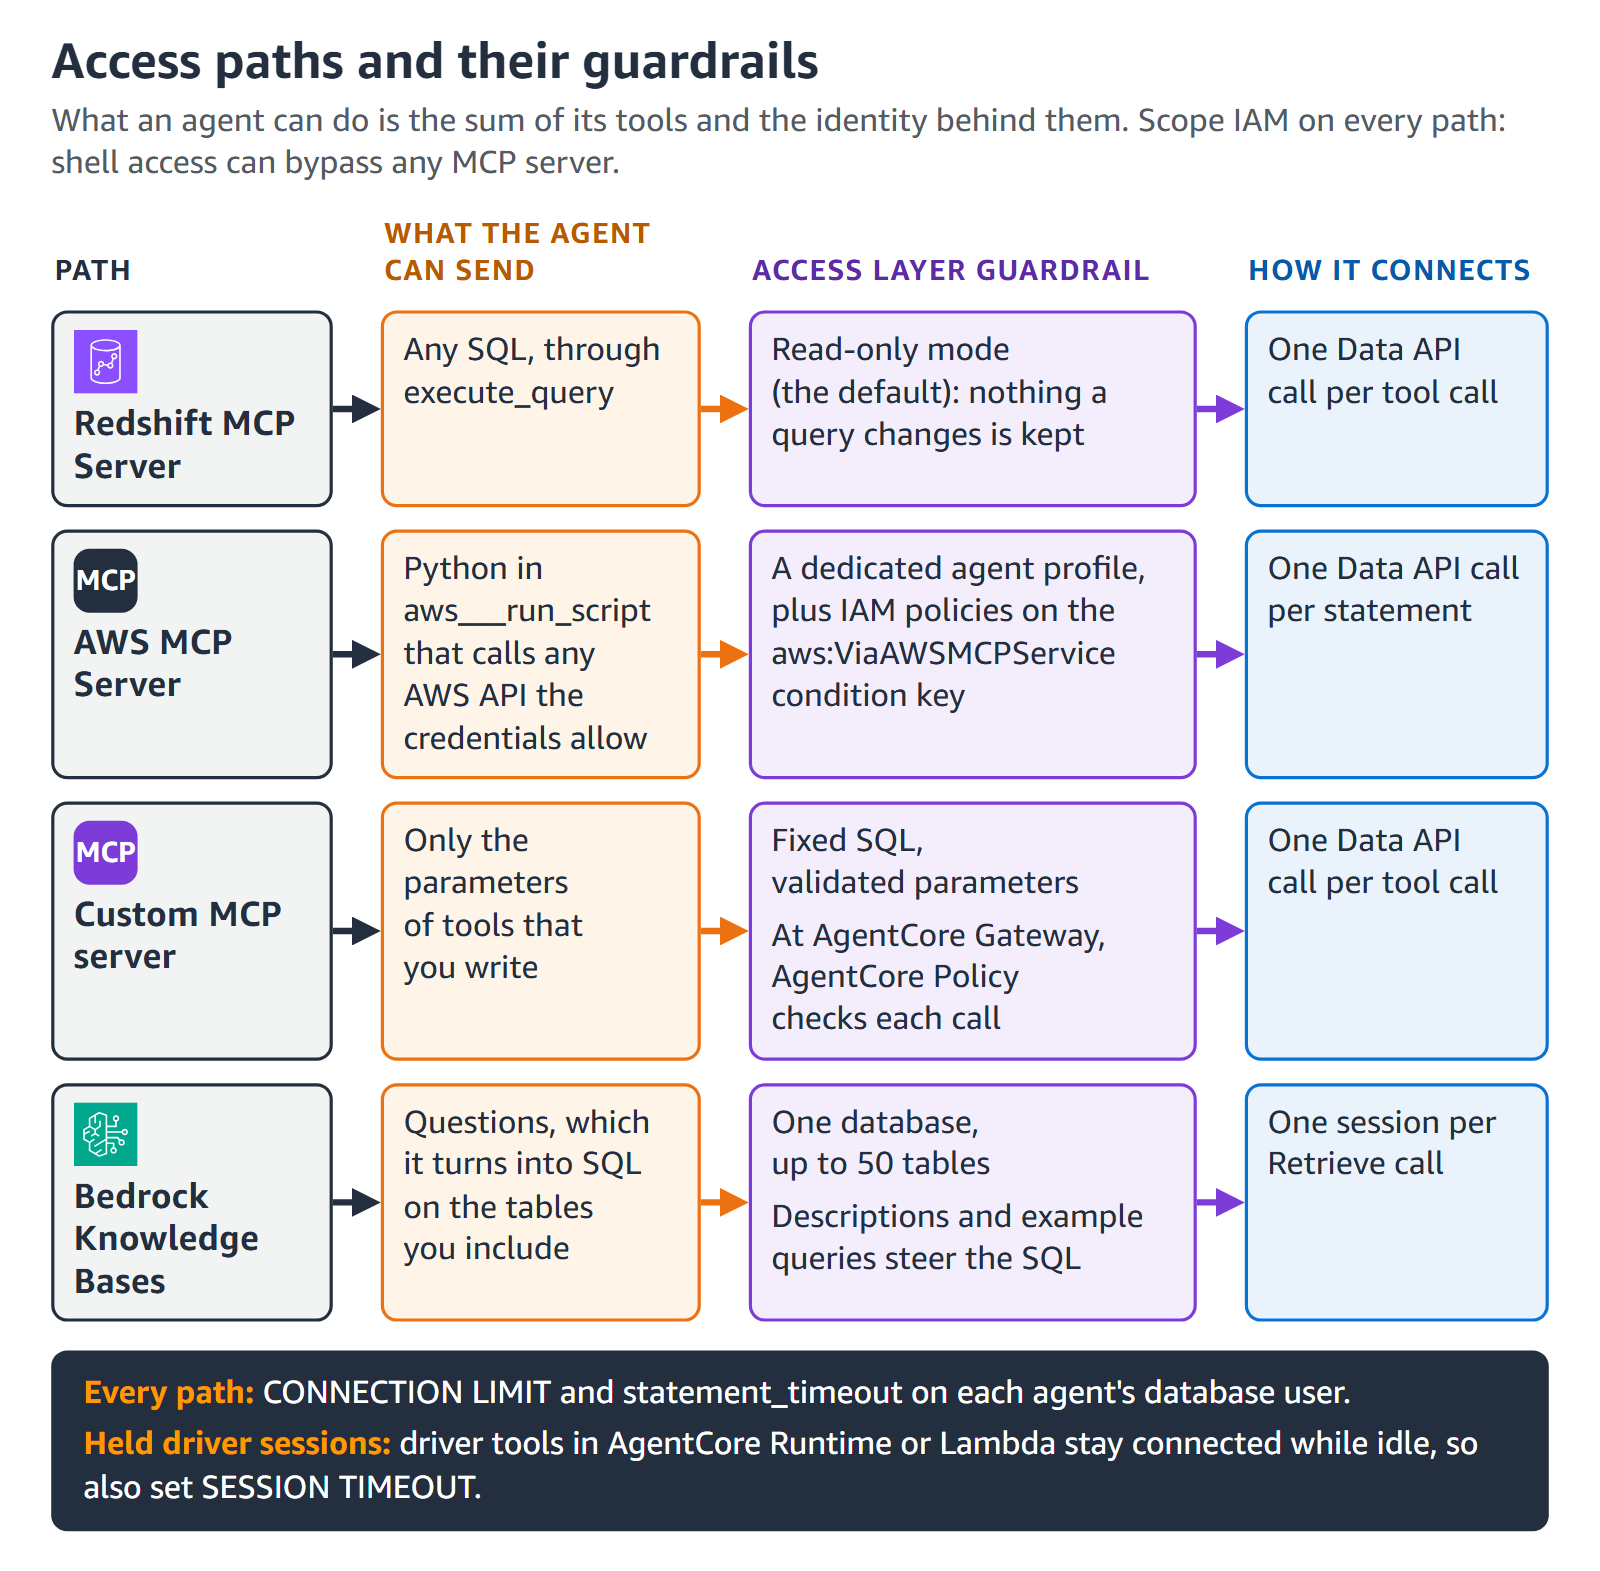 Access paths and their guardrails
What an agent can do is the sum of its tools and the identity behind them. Scope IAM on every path:
shell access can bypass any MCP server.
PATH
WHAT THE AGENT
CAN SEND
ACCESS LAYER GUARDRAIL
HOW IT CONNECTS
Redshift MCP
Server
Any SQL, through
execute_query
Read-only mode
(the default): nothing a
query changes is kept
One Data API
call per tool call
MCP
AWS MCP
Server
Python in
aws___run_script
that calls any
AWS API the
credentials allow
A dedicated agent profile,
plus IAM policies on the
aws:ViaAWSMCPService
condition key
One Data API call
per statement
MCP
Custom MCP
server
Only the
parameters
of tools that
you write
Fixed SQL,
validated parameters
At AgentCore Gateway,
AgentCore Policy
checks each call
One Data API
call per tool call
Bedrock
Knowledge
Bases
Questions, which
it turns into SQL
on the tables
you include
One database,
up to 50 tables
Descriptions and example
queries steer the SQL
One session per
Retrieve call
Every path: CONNECTION LIMIT and statement_timeout on each agent's database user.
Held driver sessions: driver tools in AgentCore Runtime or Lambda stay connected while idle, so
also set SESSION TIMEOUT.